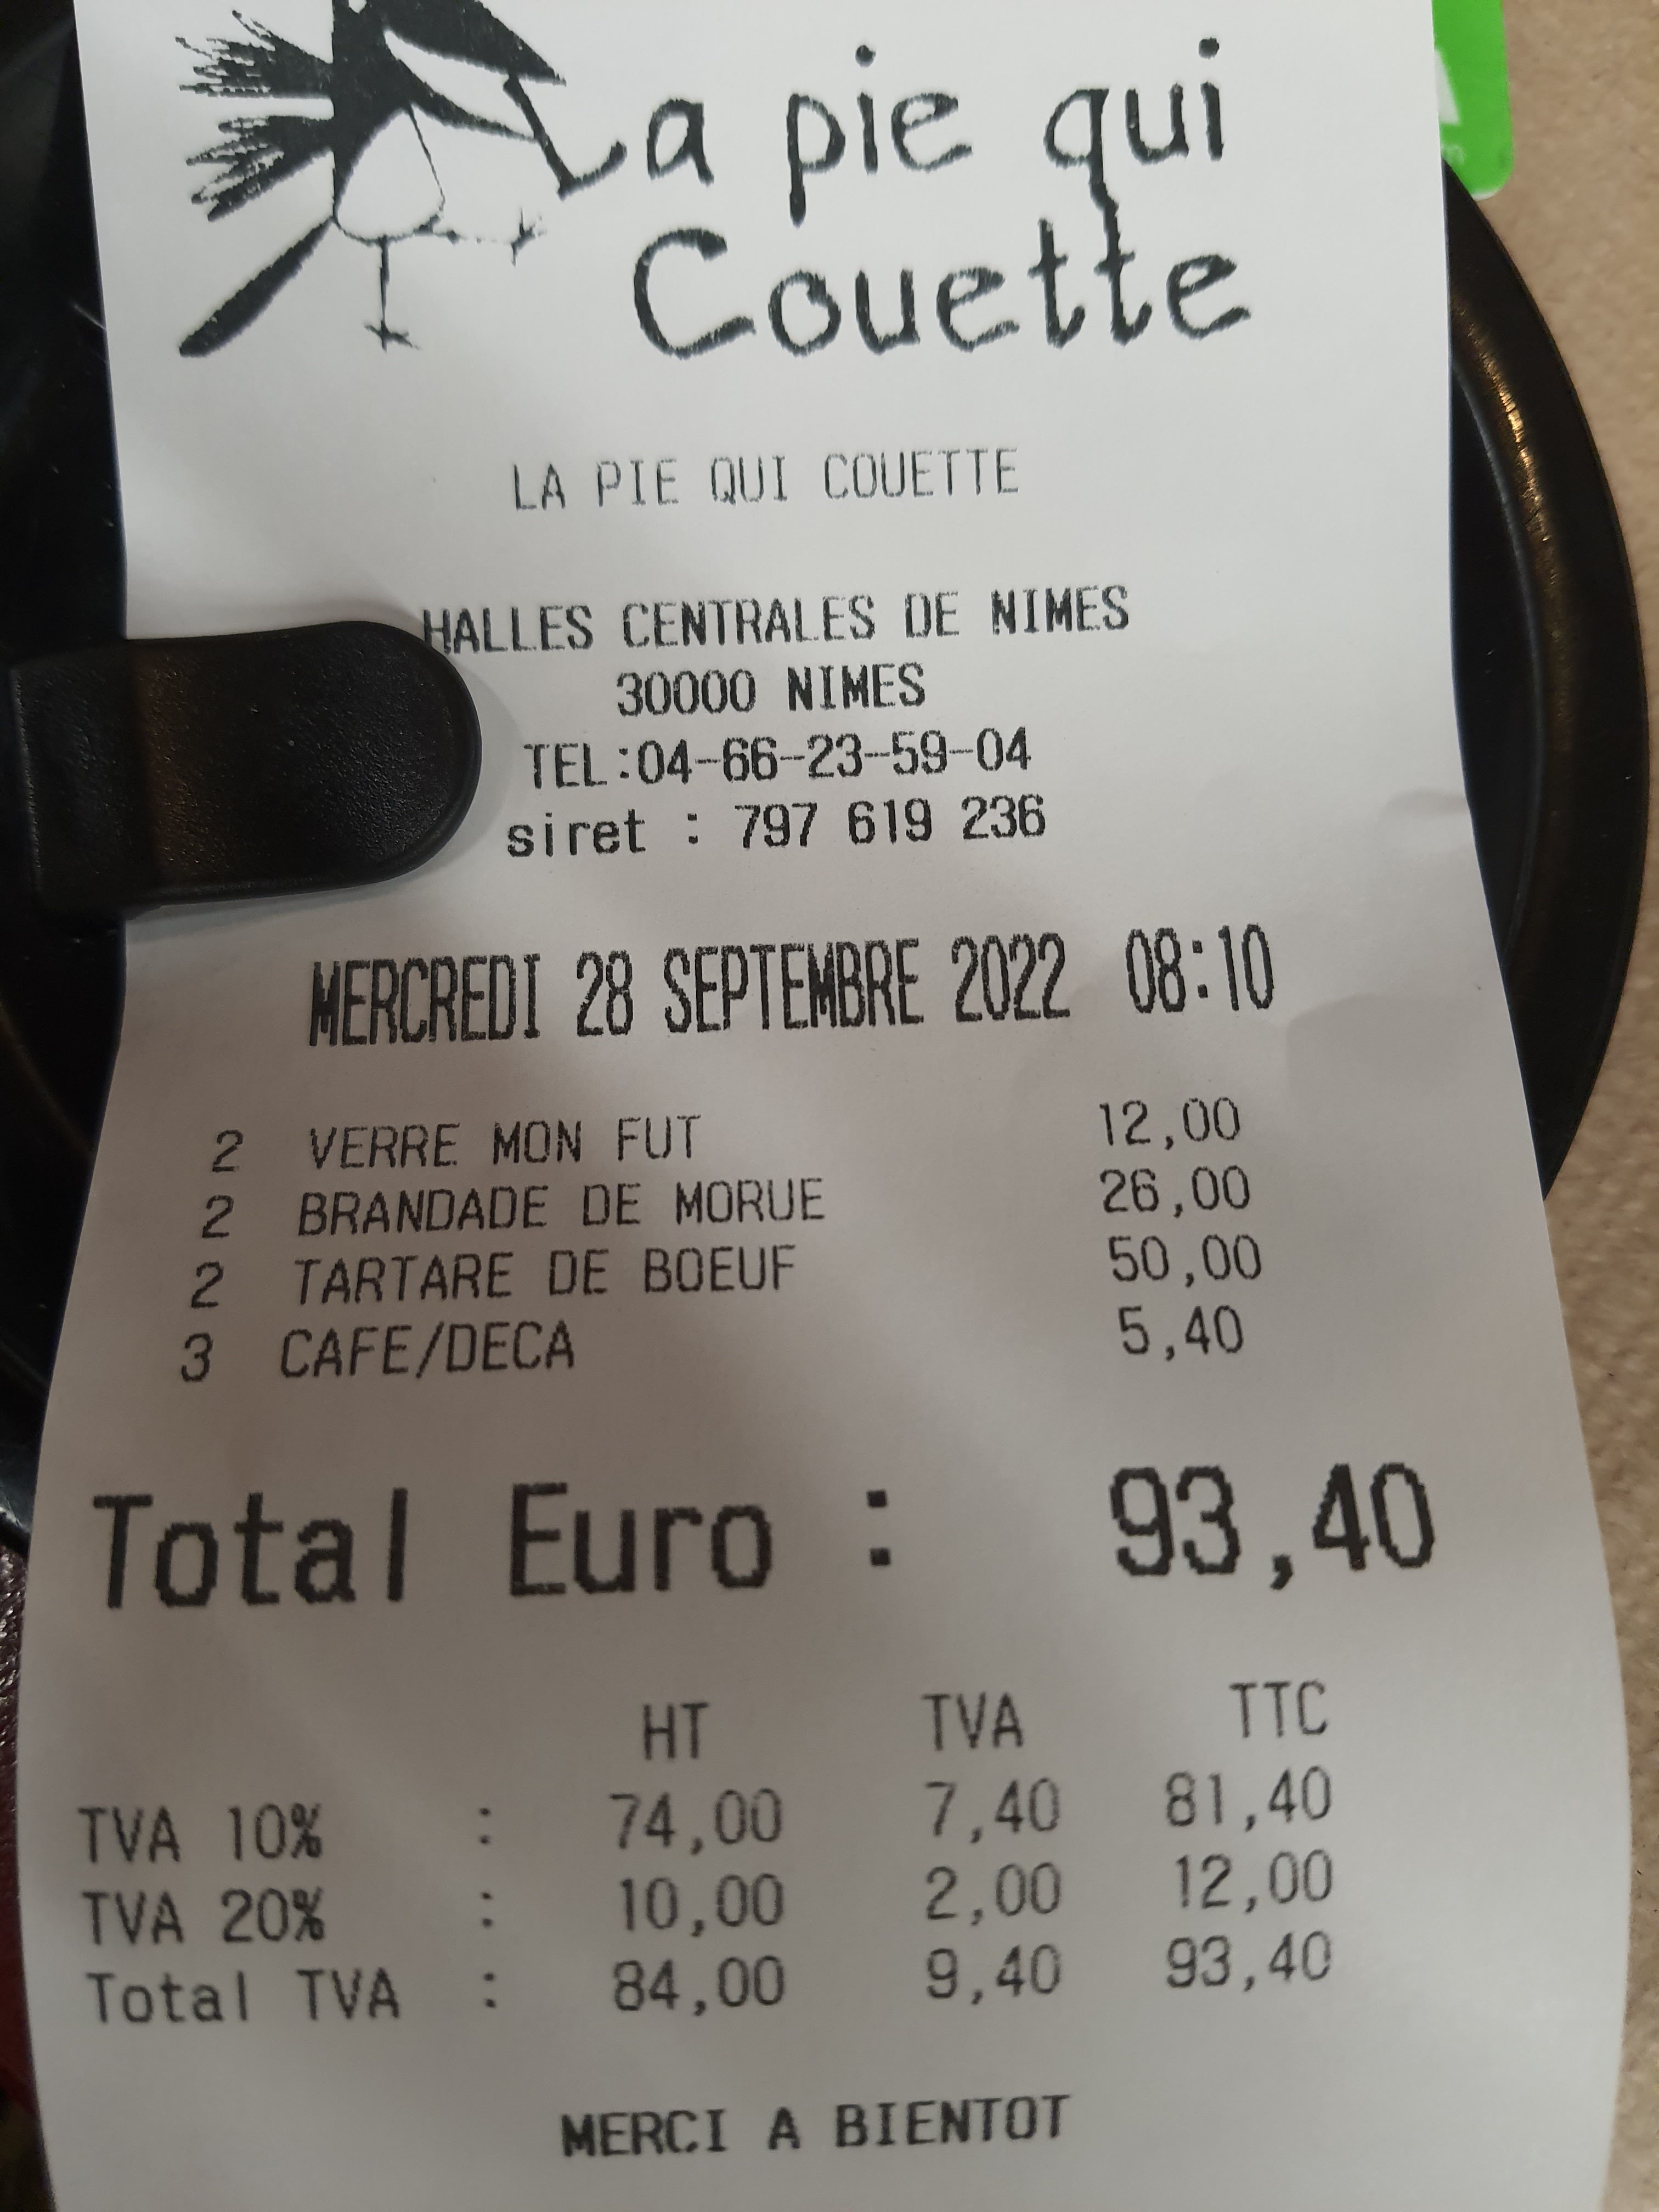 La pie qui
Couette
LA PIE QUI COUETTE
HALLES CENTRALES DE NIMES
30000 NIMES
TEL:04-66-23-59-04
siret : 797 619 236
MERCREDI 28 SEPTEMBRE 2022 08:10
2 VERRE MON FUT 12,00
2 BRANDADE DE MORUE 26,00
2 TARTARE DE BOEUF 50,00
3 CAFE/DECA 5,40
Total Euro : 93,40
HT TVA TTC
TVA 10% : 74,00 7,40 81,40
TVA 20% : 10,00 2,00 12,00
Total TVA : 84,00 9,40 93,40
MERCI A BIENTOT